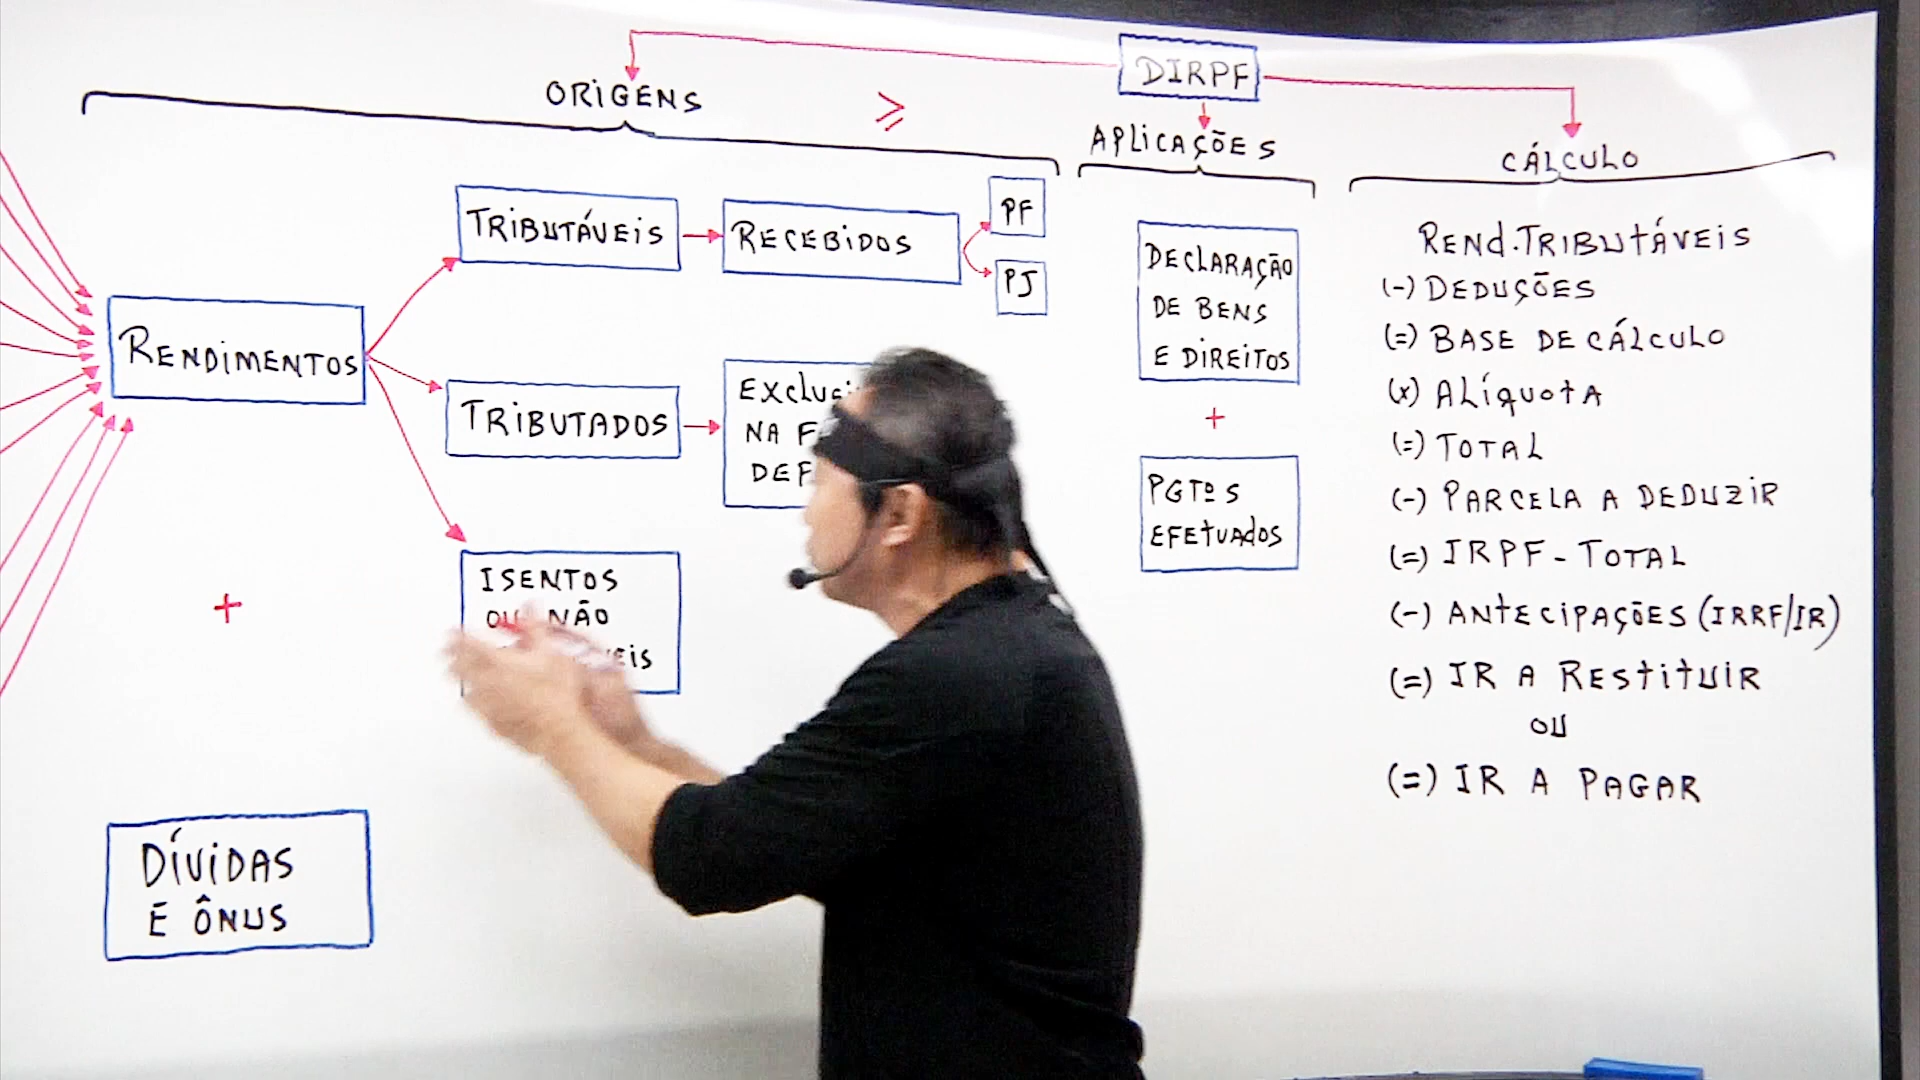 DIRPF
ORIGENS
≥
APLICAÇÕES
CÁLCULO
RENDIMENTOS
TRIBUTÁVEIS
RECEBIDOS
PF
PJ
TRIBUTADOS
NA
ISENTOS
NÃO
+
DÍVIDAS
E ÔNUS
DECLARAÇÃO
DE BENS
E DIREITOS
+
PGTOS
EFETUADOS
REND. TRIBUTÁVEIS
(-) DEDUÇÕES
(=) BASE DE CÁLCULO
(x) ALÍQUOTA
(=) TOTAL
(-) PARCELA A DEDUZIR
(=) IRPF - TOTAL
(-) ANTECIPAÇÕES (IRRF/IR)
(=) IR A RESTITUIR
OU
(=) IR A PAGAR